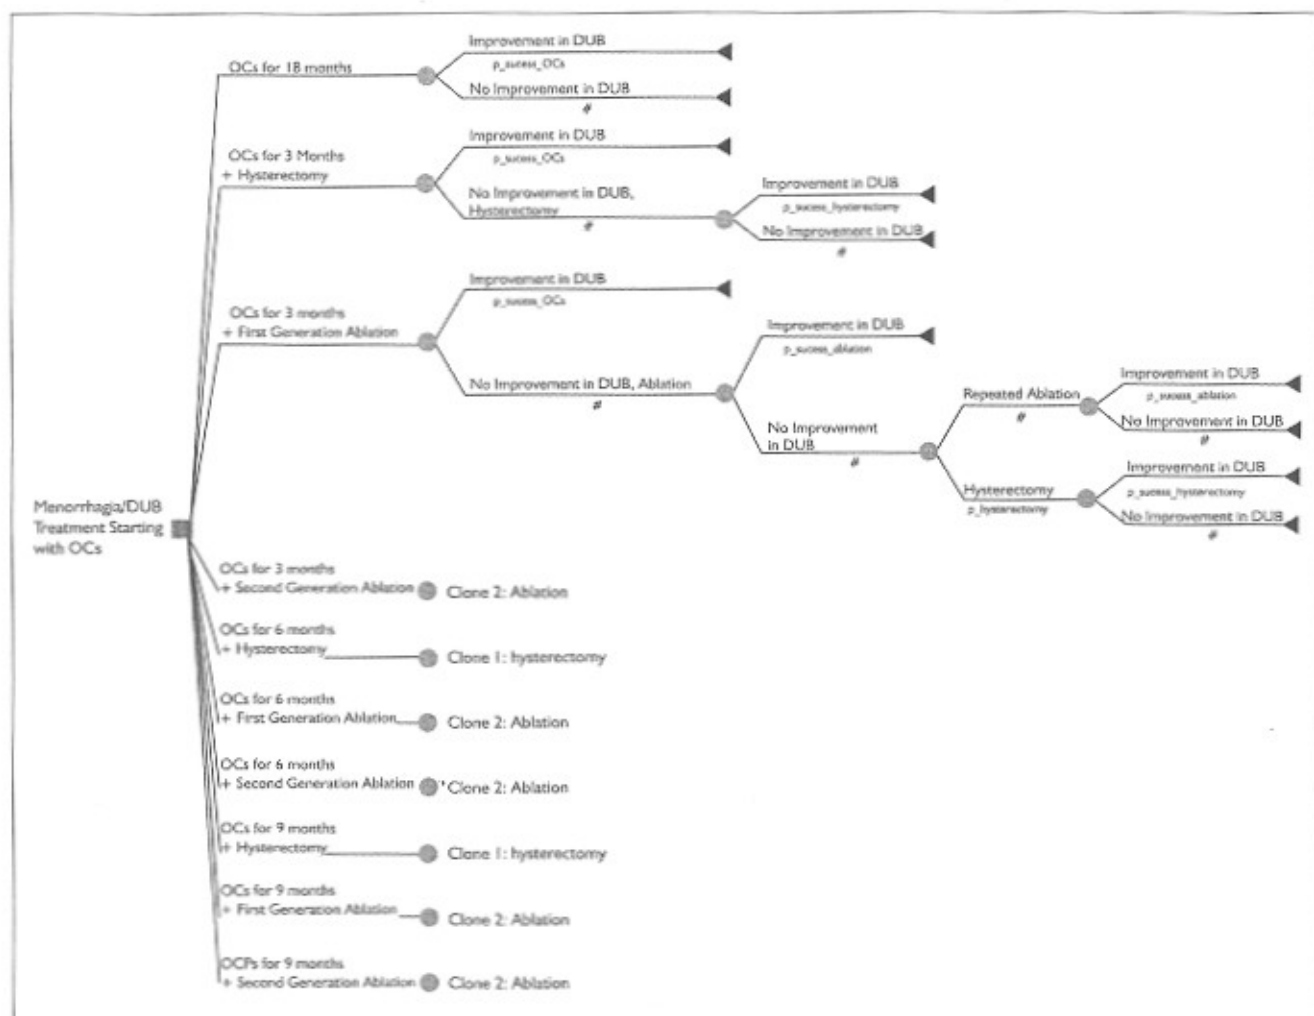 Improvement in DUB
p_sucess_OCs
OCs for 18 months
No Improvement in DUB
#
Improvement in DUB
p_sucess_OCs
OCs for 3 Months
+ Hysterectomy
No Improvement in DUB,
Hysterectomy
#
Improvement in DUB
p_sucess_hysterectomy
No Improvement in DUB
#
Improvement in DUB
p_sucess_OCs
OCs for 3 months
+ First Generation Ablation
No Improvement in DUB, Ablation
#
Improvement in DUB
p_sucess_ablation
No Improvement
in DUB
#
Repeated Ablation
#
Improvement in DUB
p_sucess_ablation
No Improvement in DUB
#
Hysterectomy
p_hysterectomy
Improvement in DUB
p_sucess_hysterectomy
No Improvement in DUB
#
Menorrhagia/DUB
Treatment Starting
with OCs
OCs for 3 months
+ Second Generation Ablation
Clone 2: Ablation
OCs for 6 months
+ Hysterectomy
Clone 1: hysterectomy
OCs for 6 months
+ First Generation Ablation
Clone 2: Ablation
OCs for 6 months
+ Second Generation Ablation
Clone 2: Ablation
OCs for 9 months
+ Hysterectomy
Clone 1: hysterectomy
OCs for 9 months
+ First Generation Ablation
Clone 2: Ablation
OCPs for 9 months
+ Second Generation Ablation
Clone 2: Ablation